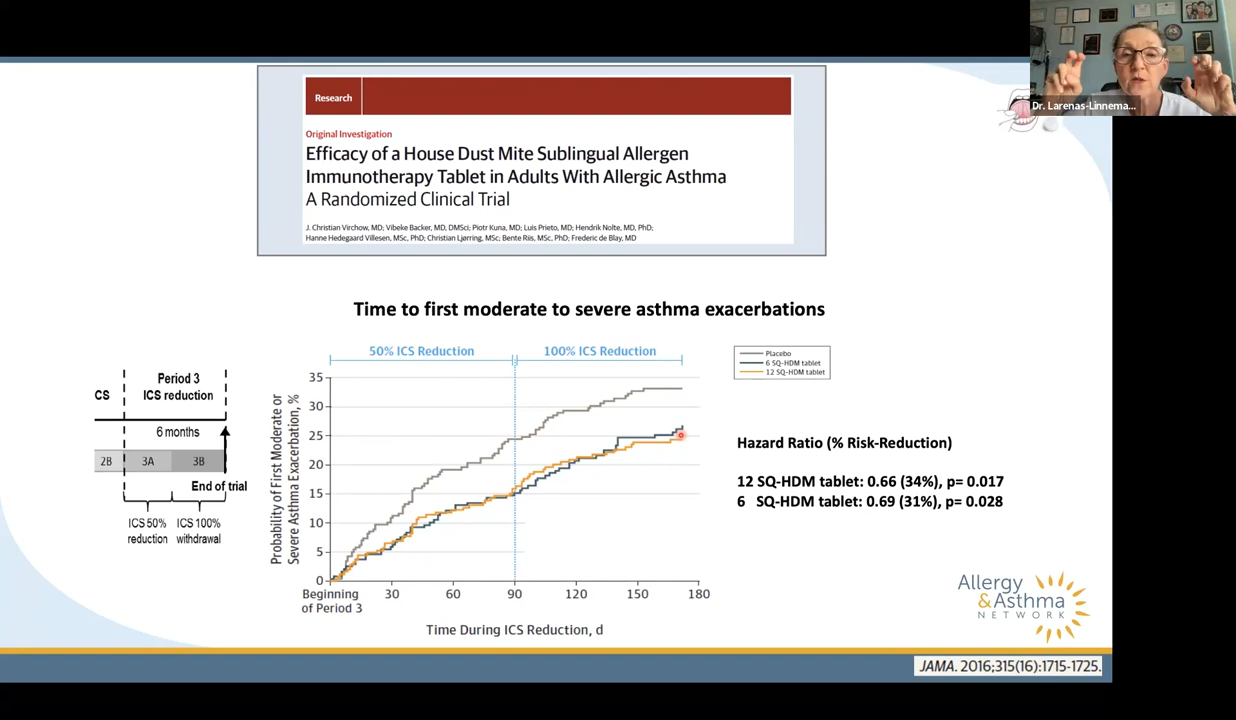 Dr. Larenas-Linnema...
Research
Original Investigation
Efficacy of a House Dust Mite Sublingual Allergen
Immunotherapy Tablet in Adults With Allergic Asthma
A Randomized Clinical Trial
J. Christian Virchow, MD; Vibeke Backer, MD, DMSci; Piotr Kuna, MD; Luis Prieto, MD; Hendrik Nolte, MD, PhD;
Hanne Hedegaard Villesen, MSc, PhD; Christian Ljørring, MSc; Bente Riis, MSc, PhD; Frederic de Blay, MD
Time to first moderate to severe asthma exacerbations
CS
Period 3
ICS reduction
6 months
2B 3A 3B
End of trial
ICS 50% ICS 100%
reduction withdrawal
50% ICS Reduction 100% ICS Reduction
Probability of First Moderate or
Severe Asthma Exacerbation, %
35
30
25
20
15
10
5
0
Beginning 30 60 90 120 150 180
of Period 3
Time During ICS Reduction, d
Placebo
6 SQ-HDM tablet
12 SQ-HDM tablet
Hazard Ratio (% Risk-Reduction)
12 SQ-HDM tablet: 0.66 (34%), p= 0.017
6 SQ-HDM tablet: 0.69 (31%), p= 0.028
Allergy
&Asthma
NETWORK
JAMA. 2016;315(16):1715-1725.